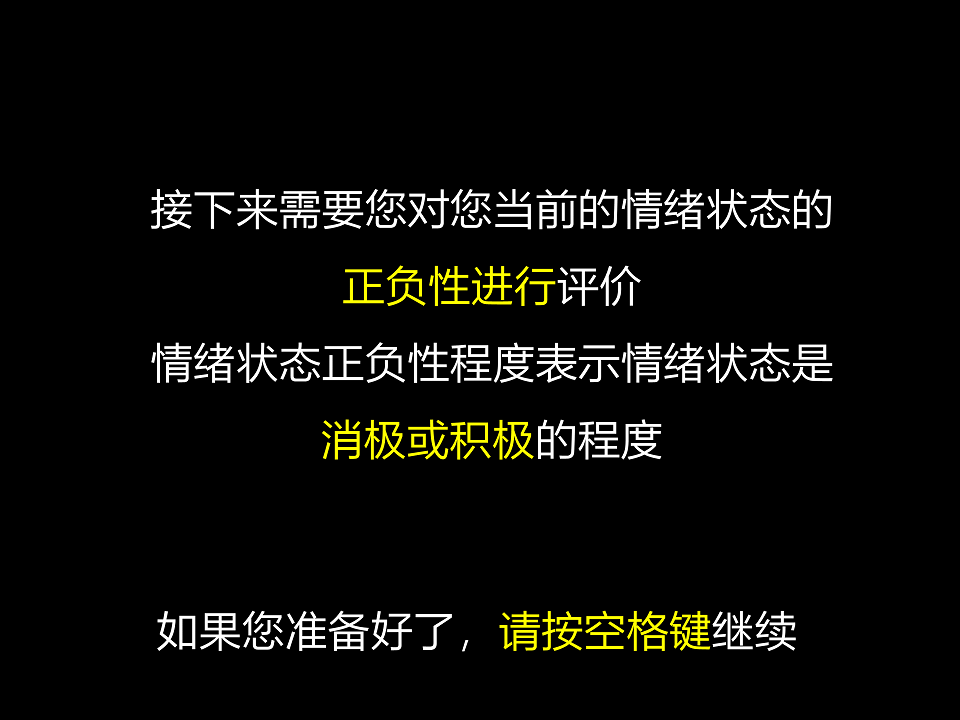 接下来需要您对您当前的情绪状态的
正负性进行评价
情绪状态正负性程度表示情绪状态是
消极或积极的程度
如果您准备好了，请按空格键继续